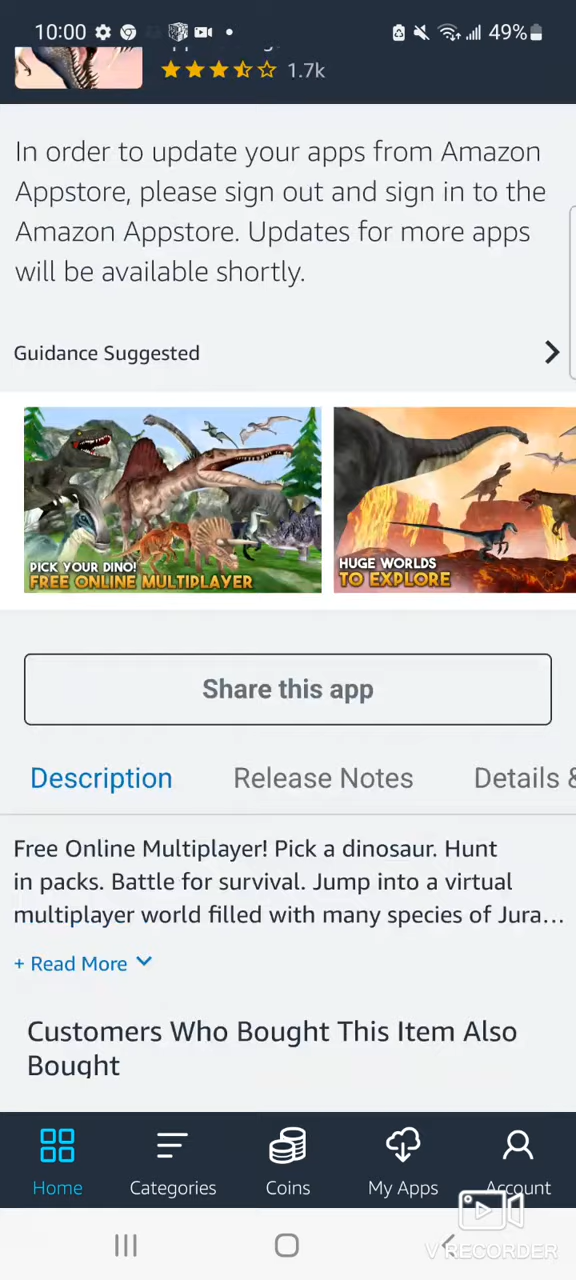 10:00
49%
1.7k
In order to update your apps from Amazon
Appstore, please sign out and sign in to the
Amazon Appstore. Updates for more apps
will be available shortly.
Guidance Suggested
PICK YOUR DINO!
FREE ONLINE MULTIPLAYER
HUGE WORLDS
TO EXPLORE
Share this app
Description Release Notes Details &
Free Online Multiplayer! Pick a dinosaur. Hunt
in packs. Battle for survival. Jump into a virtual
multiplayer world filled with many species of Jura...
+ Read More
Customers Who Bought This Item Also
Bought
Home Categories Coins My Apps Account
V RECORDER